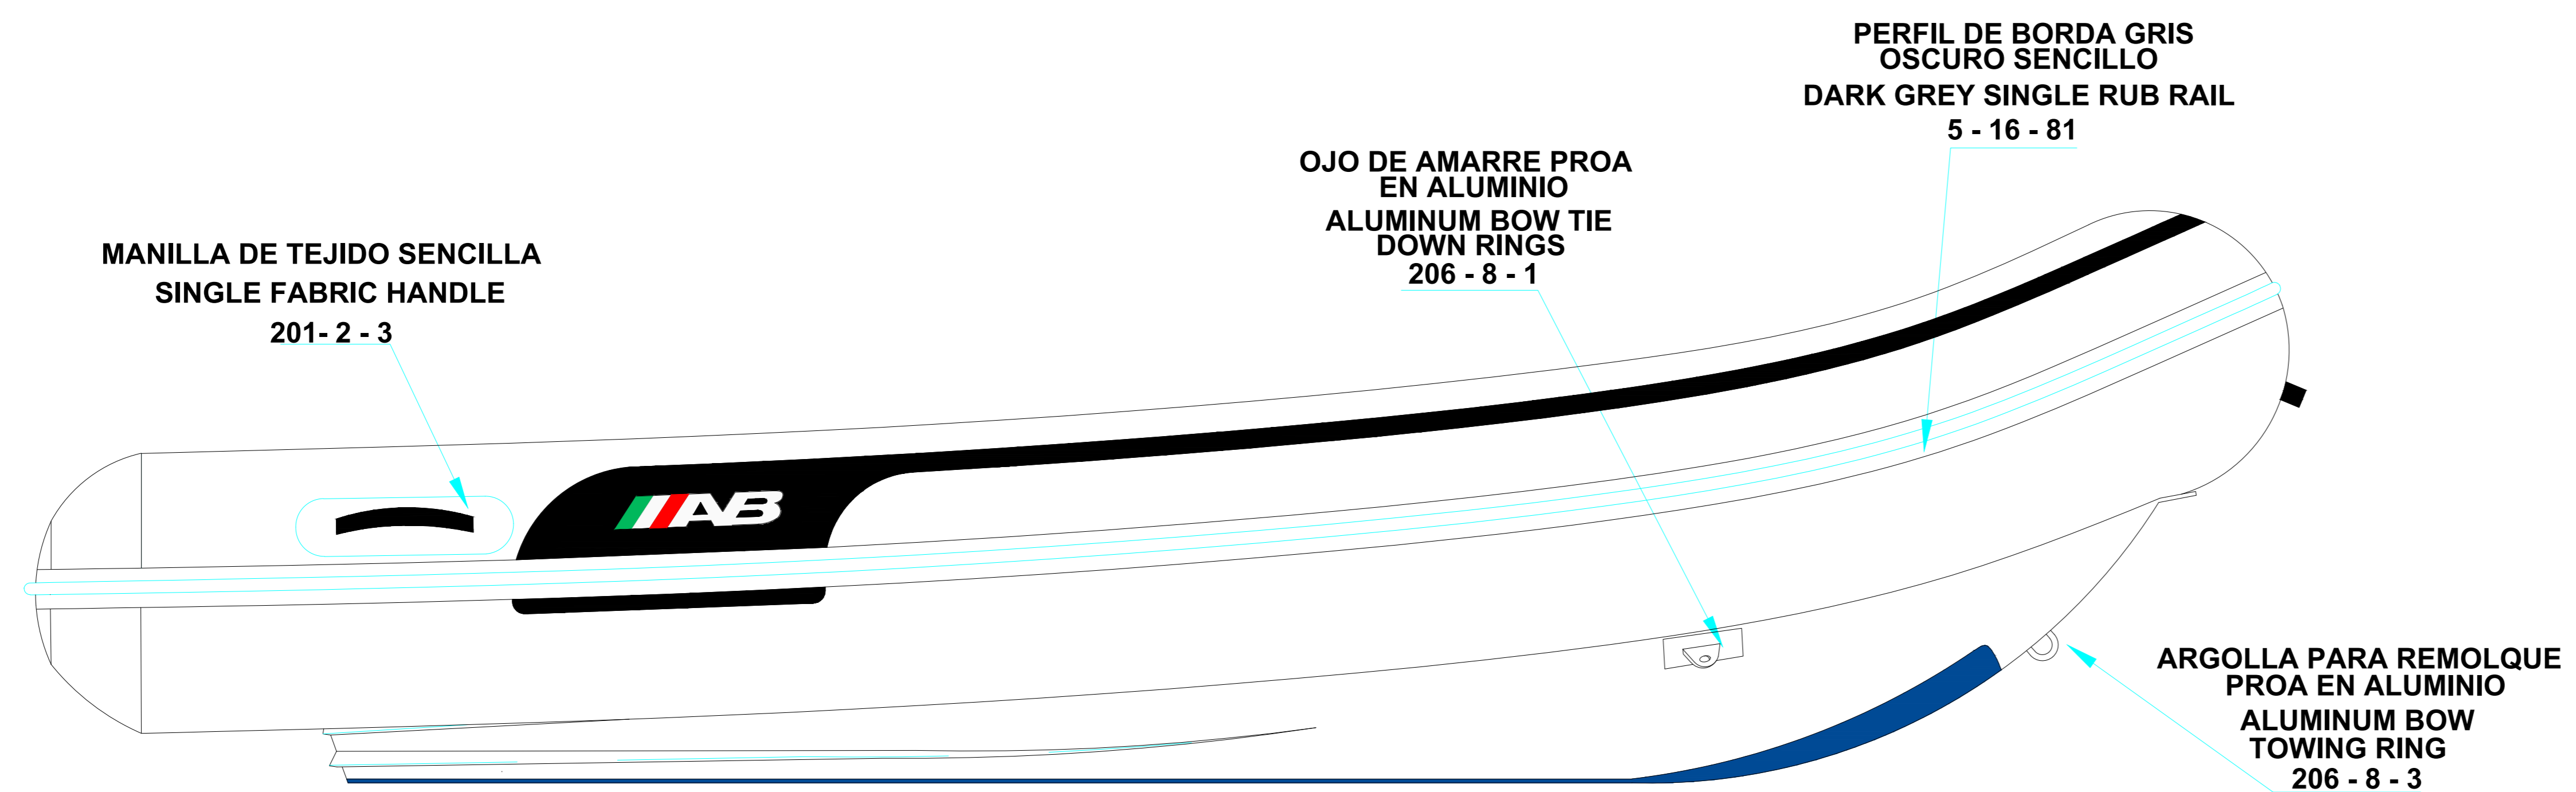 PERFIL DE BORDA GRIS
OSCURO SENCILLO
DARK GREY SINGLE RUB RAIL
5 - 16 - 81
OJO DE AMARRE PROA
EN ALUMINIO
ALUMINUM BOW TIE
DOWN RINGS
206 - 8 - 1
MANILLA DE TEJIDO SENCILLA
SINGLE FABRIC HANDLE
201- 2 - 3
AB
ARGOLLA PARA REMOLQUE
PROA EN ALUMINIO
ALUMINUM BOW
TOWING RING
206 - 8 - 3